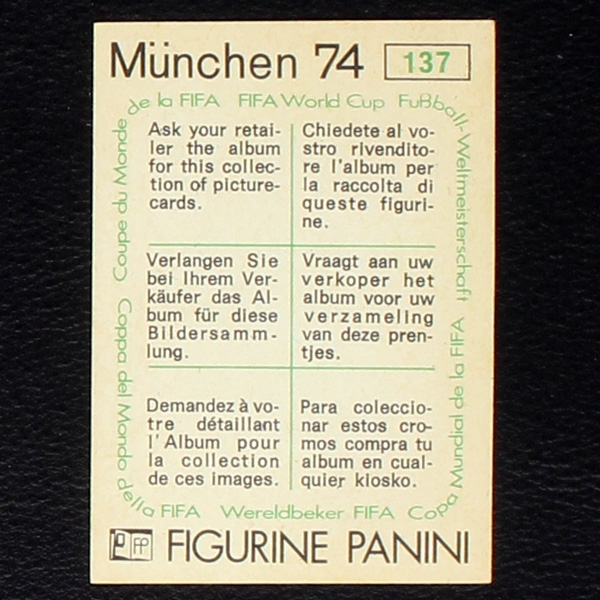 München 74 137
de la FIFA FIFA World Cup Fußball-Weltmeisterschaft
Ask your retai-
ler the album
for this collec-
tion of picture-
cards.
Chiedete al vo-
stro rivendito-
re l'album per
la raccolta di
queste figuri-
ne.
Verlangen Sie
bei Ihrem Ver-
käufer das Al-
bum für diese
Bildersamm-
lung.
Vraagt aan uw
verkoper het
album voor uw
verzameling
van deze pren-
tjes.
Demandez à vo-
tre détaillant
l'Album pour
la collection
de ces images.
Para coleccio-
nar estos cro-
mos compra tu
album en cual-
quier kiosko.
Coupe du Monde
Coppa del Mondo
della FIFA Wereldbeker FIFA Copa Mundial de la FIFA
FIGURINE PANINI